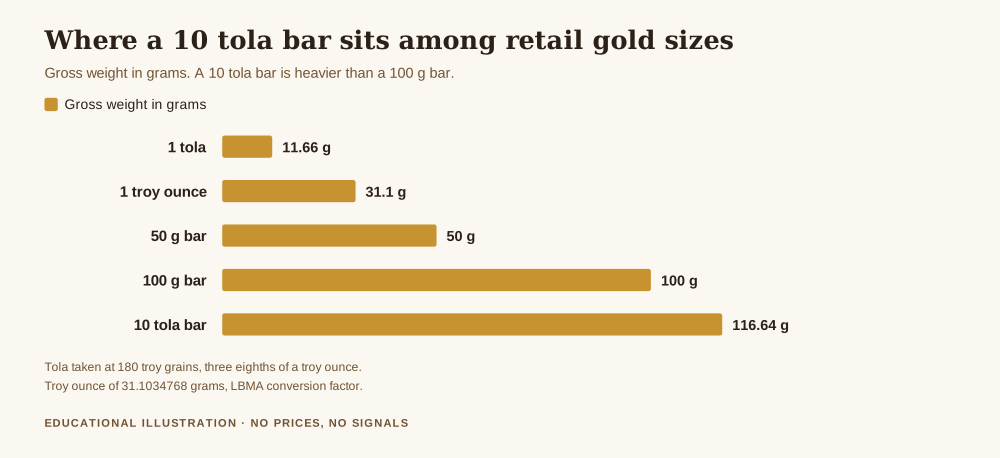 Where a 10 tola bar sits among retail gold sizes
Gross weight in grams. A 10 tola bar is heavier than a 100 g bar.
Gross weight in grams
1 tola 11.66 g
1 troy ounce 31.1 g
50 g bar 50 g
100 g bar 100 g
10 tola bar 116.64 g
Tola taken at 180 troy grains, three eighths of a troy ounce.
Troy ounce of 31.1034768 grams, LBMA conversion factor.
EDUCATIONAL ILLUSTRATION · NO PRICES, NO SIGNALS